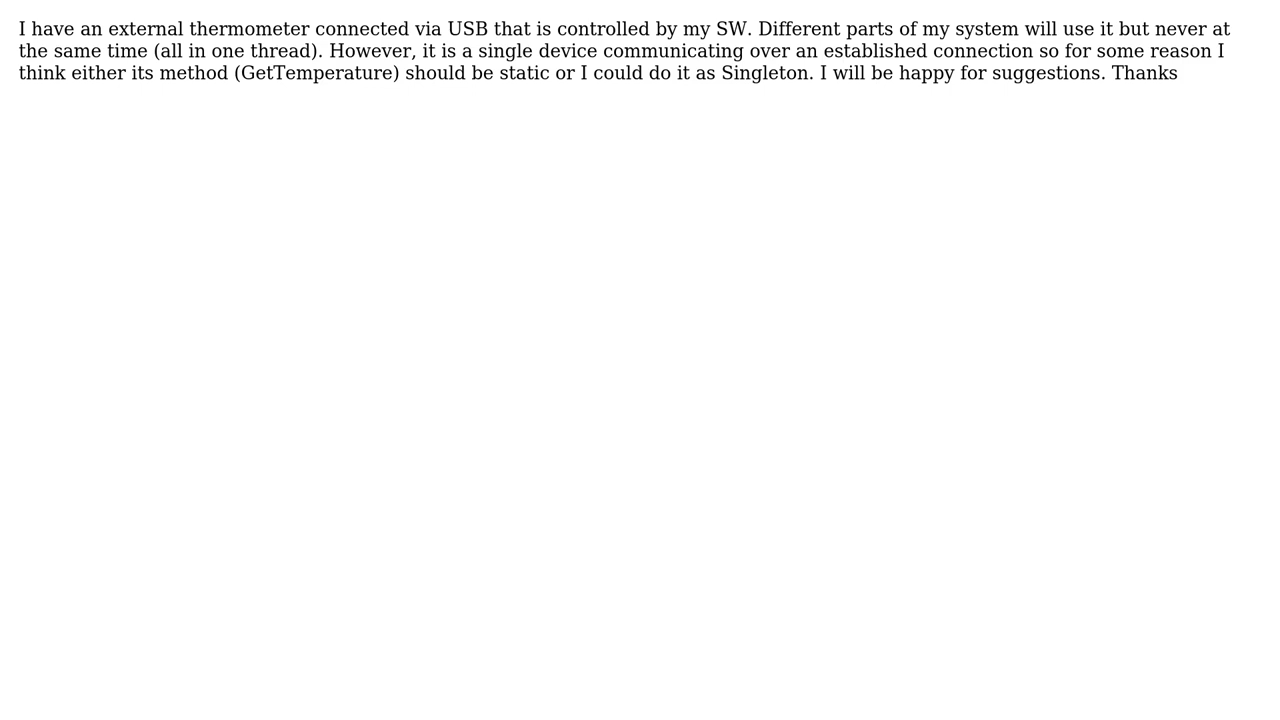 I have an external thermometer connected via USB that is controlled by my SW. Different parts of my system will use it but never at
the same time (all in one thread). However, it is a single device communicating over an established connection so for some reason I
think either its method (GetTemperature) should be static or I could do it as Singleton. I will be happy for suggestions. Thanks